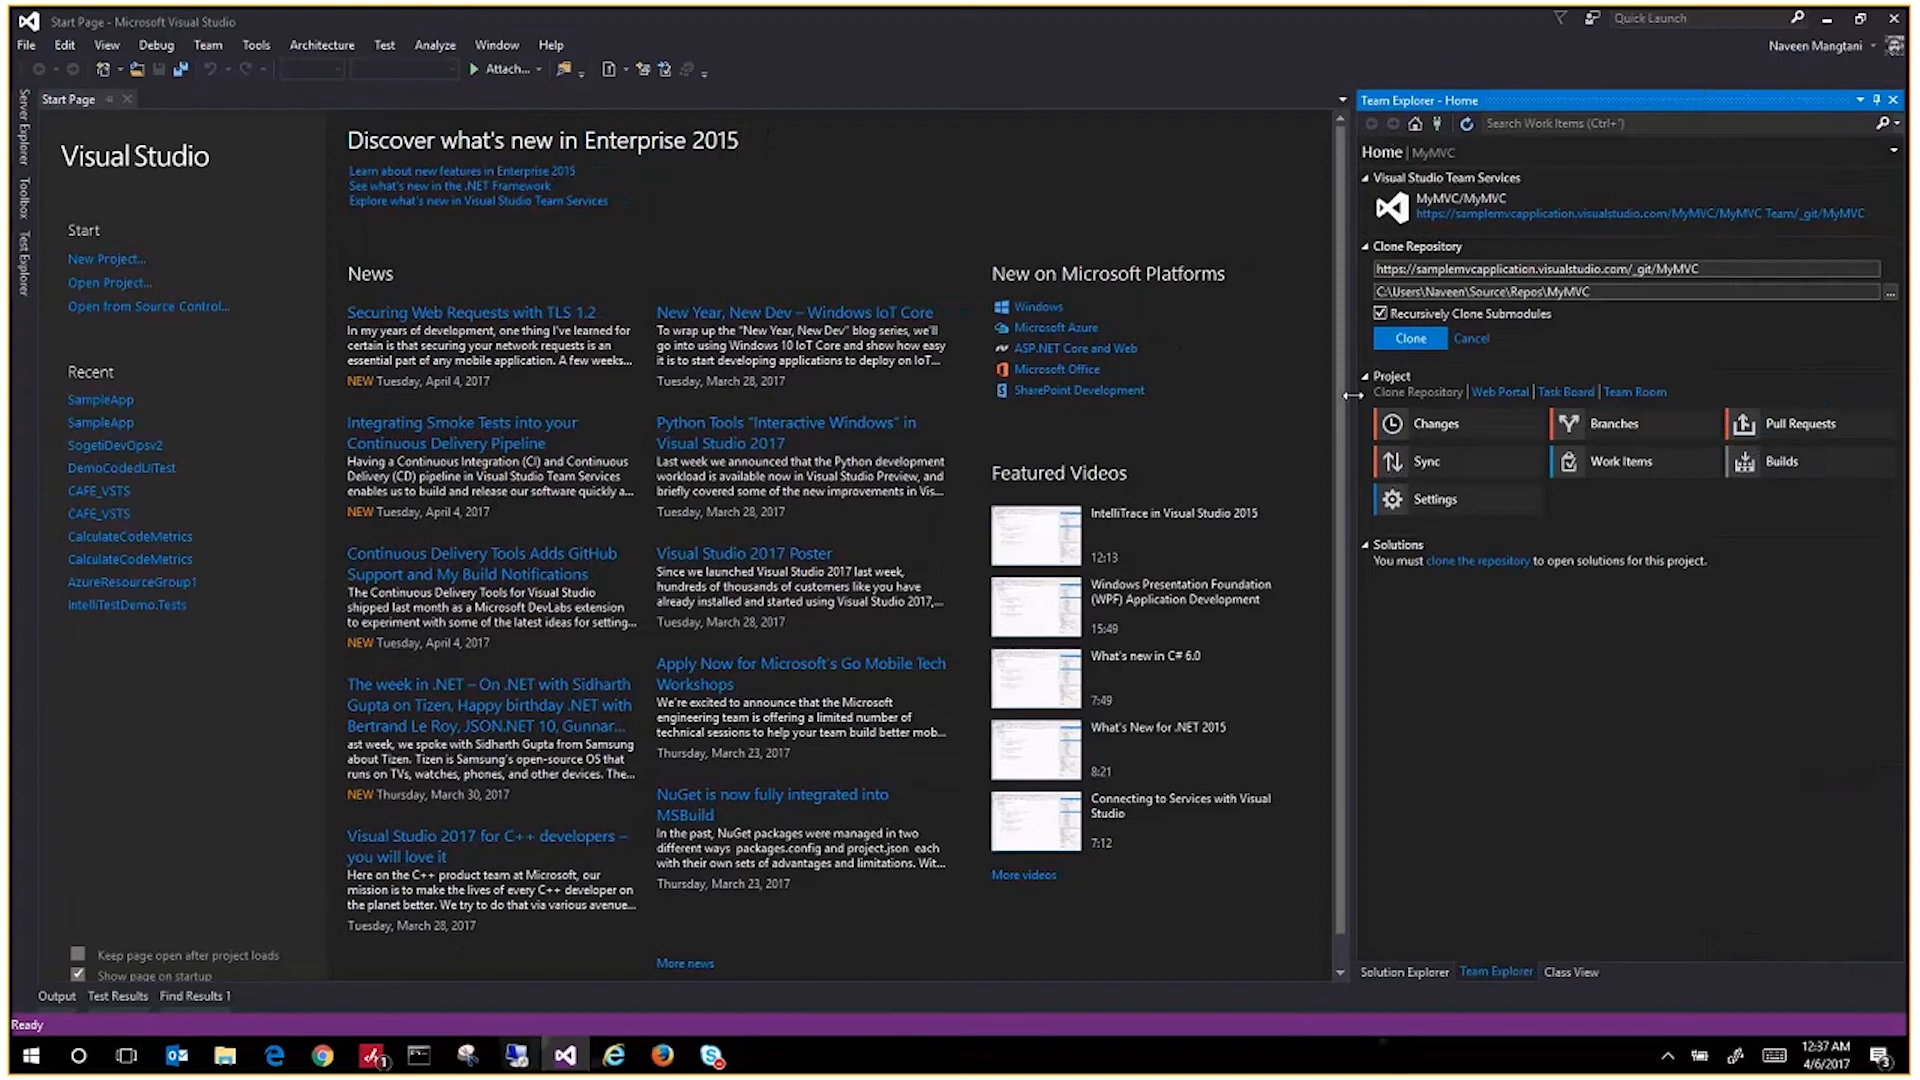 Start Page - Microsoft Visual Studio
Quick Launch
File Edit View Debug Team Tools Architecture Test Analyze Window Help
Naveen Mangtani
Attach...
Server Explorer
Toolbox
Test Explorer
Start Page
Visual Studio
Start
New Project...
Open Project...
Open from Source Control...
Recent
SampleApp
SampleApp
SogetiDevOpsv2
DemoCodedUITest
CAFE_VSTS
CAFE_VSTS
CalculateCodeMetrics
CalculateCodeMetrics
AzureResourceGroup1
IntelliTestDemo.Tests
Keep page open after project loads
Show page on startup
Discover what's new in Enterprise 2015
Learn about new features in Enterprise 2015
See what's new in the .NET Framework
Explore what's new in Visual Studio Team Services
News
Securing Web Requests with TLS 1.2
In my years of development, one thing I've learned for
certain is that securing your network requests is an
essential part of any mobile application. A few weeks...
NEW Tuesday, April 4, 2017
Integrating Smoke Tests into your
Continuous Delivery Pipeline
Having a Continuous Integration (CI) and Continuous
Delivery (CD) pipeline in Visual Studio Team Services
enables us to build and release our software quickly a...
NEW Tuesday, April 4, 2017
Continuous Delivery Tools Adds GitHub
Support and My Build Notifications
The Continuous Delivery Tools for Visual Studio
shipped last month as a Microsoft DevLabs extension
to experiment with some of the latest ideas for setting...
NEW Tuesday, April 4, 2017
The week in .NET – On .NET with Sidharth
Gupta on Tizen, Happy birthday .NET with
Bertrand Le Roy, JSON.NET 10, Gunnar...
ast week, we spoke with Sidharth Gupta from Samsung
about Tizen. Tizen is Samsung's open-source OS that
runs on TVs, watches, phones, and other devices. The...
NEW Thursday, March 30, 2017
Visual Studio 2017 for C++ developers –
you will love it
Here on the C++ product team at Microsoft, our
mission is to make the lives of every C++ developer on
the planet better. We try to do that via various avenue...
Tuesday, March 28, 2017
New Year, New Dev – Windows IoT Core
To wrap up the "New Year, New Dev" blog series, we'll
go into using Windows 10 IoT Core and show how easy
it is to start developing applications to deploy on IoT...
Tuesday, March 28, 2017
Python Tools "Interactive Windows" in
Visual Studio 2017
Last week we announced that the Python development
workload is available now in Visual Studio Preview, and
briefly covered some of the new improvements in Vis...
Tuesday, March 28, 2017
Visual Studio 2017 Poster
Since we launched Visual Studio 2017 last week,
hundreds of thousands of customers like you have
already installed and started using Visual Studio 2017,...
Tuesday, March 28, 2017
Apply Now for Microsoft's Go Mobile Tech
Workshops
We're excited to announce that the Microsoft
engineering team is offering a limited number of
technical sessions to help your team build better mob...
Thursday, March 23, 2017
NuGet is now fully integrated into
MSBuild
In the past, NuGet packages were managed in two
different ways packages.config and project.json each
with their own sets of advantages and limitations. Wit...
Thursday, March 23, 2017
More news
New on Microsoft Platforms
Windows
Microsoft Azure
ASP.NET Core and Web
Microsoft Office
SharePoint Development
Featured Videos
IntelliTrace in Visual Studio 2015
12:13
Windows Presentation Foundation
(WPF) Application Development
15:49
What's new in C# 6.0
7:49
What's New for .NET 2015
8:21
Connecting to Services with Visual
Studio
7:12
More videos
Team Explorer - Home
Search Work Items (Ctrl+')
Home | MyMVC
Visual Studio Team Services
MyMVC/MyMVC
https://samplemvcapplication.visualstudio.com/MyMVC/MyMVC Team/_git/MyMVC
Clone Repository
https://samplemvcapplication.visualstudio.com/_git/MyMVC
C:\Users\Naveen\Source\Repos\MyMVC
...
Recursively Clone Submodules
Clone Cancel
Project
Clone Repository | Web Portal | Task Board | Team Room
Changes Branches Pull Requests
Sync Work Items Builds
Settings
Solutions
You must clone the repository to open solutions for this project.
Solution Explorer Team Explorer Class View
Output Test Results Find Results 1
Ready
1
12:37 AM
4/6/2017
3